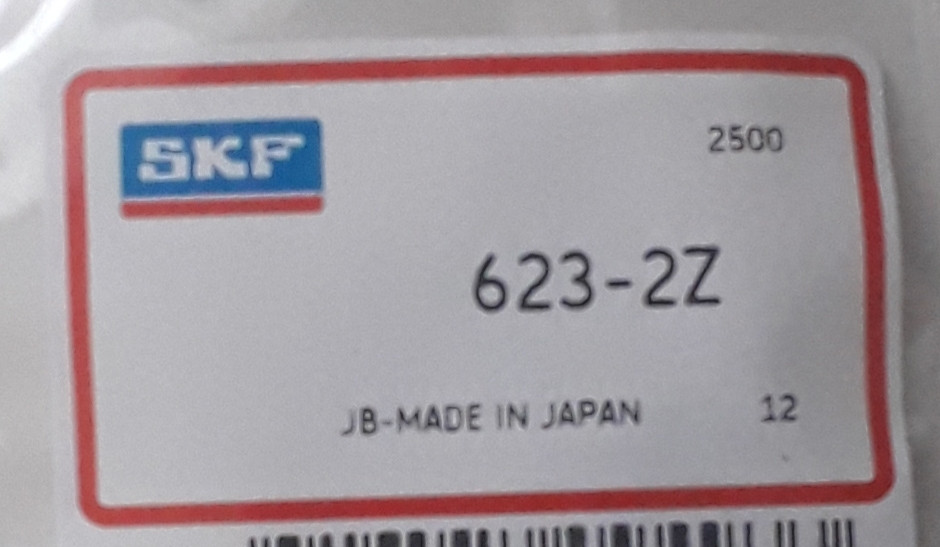 SKF
2500
623-2Z
JB-MADE IN JAPAN
12